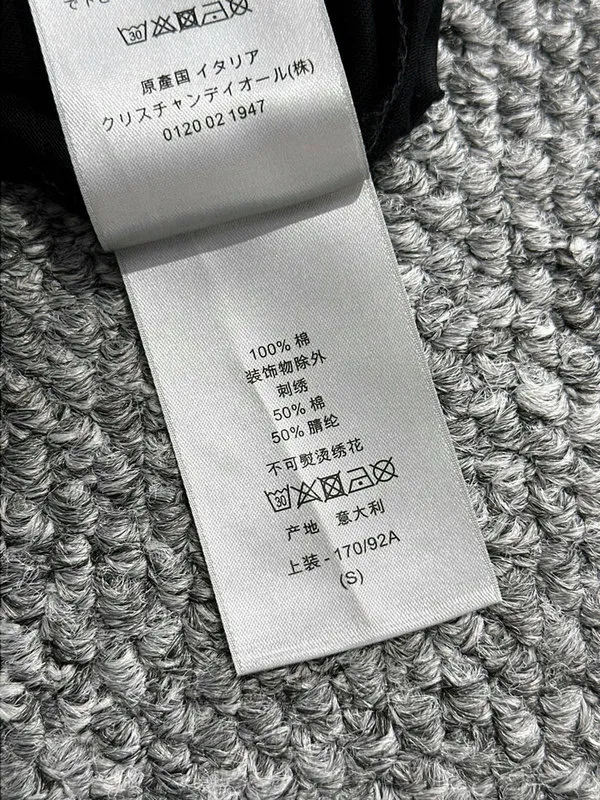 30
原産国 イタリア
クリスチャンディオール(株)
0120 02 1947
100% 棉
装饰物除外
刺绣
50% 棉
50% 腈纶
不可熨烫绣花
30
产地 意大利
上装 - 170/92A
(S)